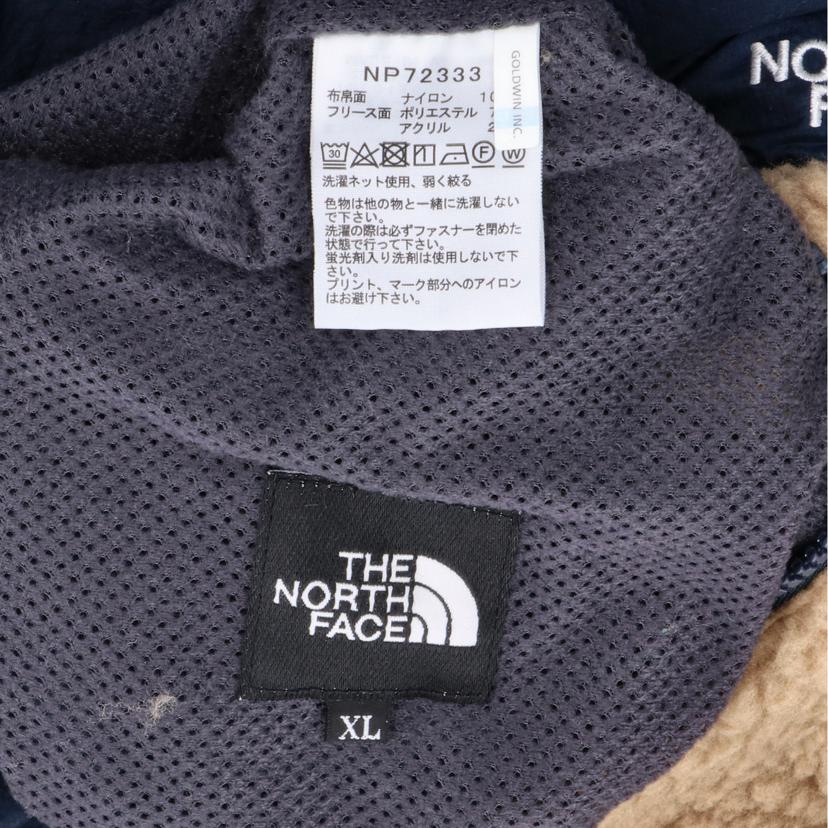 NP72333
布帛面 ナイロン
フリース面 ポリエステル
アクリル
GOLDWIN INC.
30
F
W
洗濯ネット使用、弱く絞る
色物は他の物と一緒に洗濯しない
で下さい。
洗濯の際は必ずファスナーを閉めた
状態で行って下さい。
蛍光剤入り洗剤は使用しないで下
さい。
プリント、マーク部分へのアイロン
はお避け下さい。
NO
F
THE
NORTH
FACE
XL